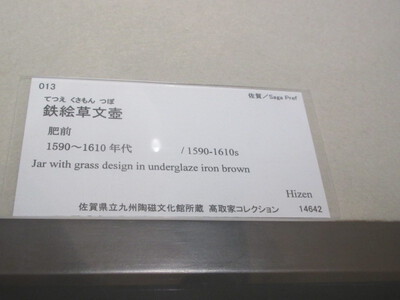 013
佐賀/Saga Pref
てつえ くさもん つぼ
鉄絵草文壺
肥前
1590〜1610 年代 / 1590-1610s
Jar with grass design in underglaze iron brown
Hizen
佐賀県立九州陶磁文化館所蔵 高取家コレクション 14642